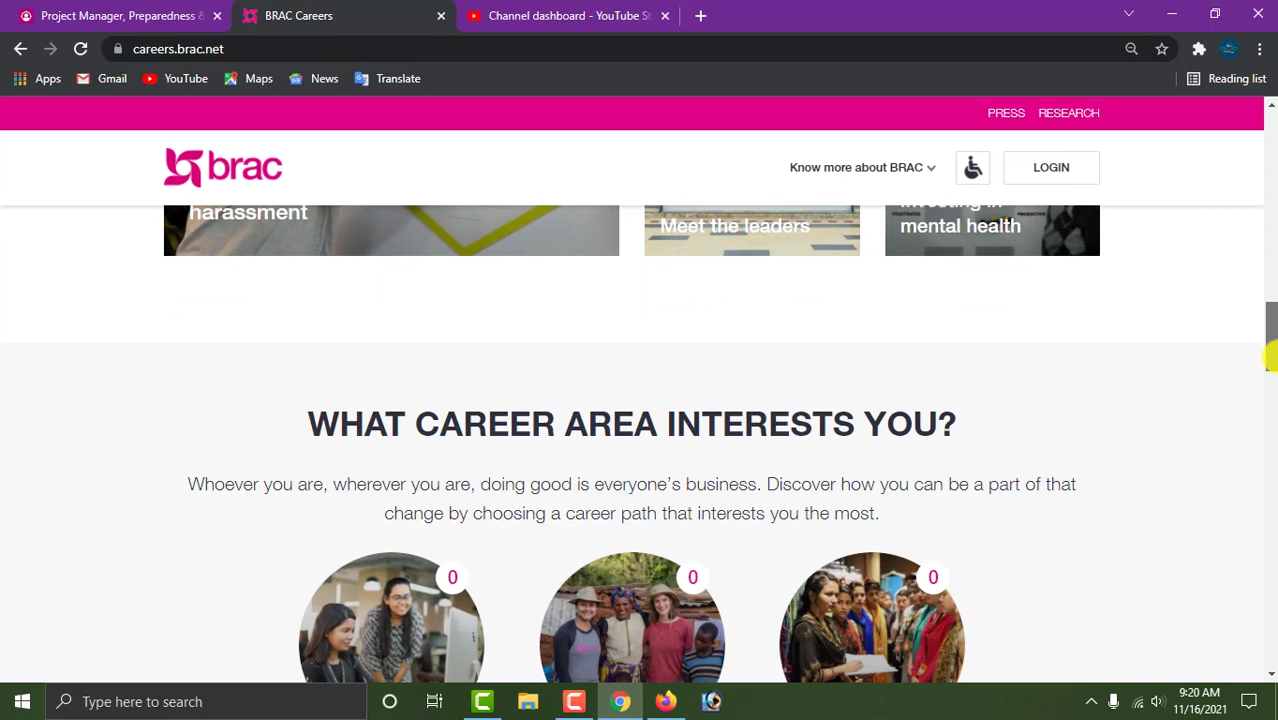 Project Manager, Preparedness &
BRAC Careers
Channel dashboard - YouTube St
careers.brac.net
Apps
Gmail
YouTube
Maps
News
Translate
Reading list
PRESS
RESEARCH
brac
Know more about BRAC
LOGIN
harassment
Meet the leaders
investing in
mental health
WHAT CAREER AREA INTERESTS YOU?
Whoever you are, wherever you are, doing good is everyone's business. Discover how you can be a part of that
change by choosing a career path that interests you the most.
0
0
0
Type here to search
9:20 AM
11/16/2021